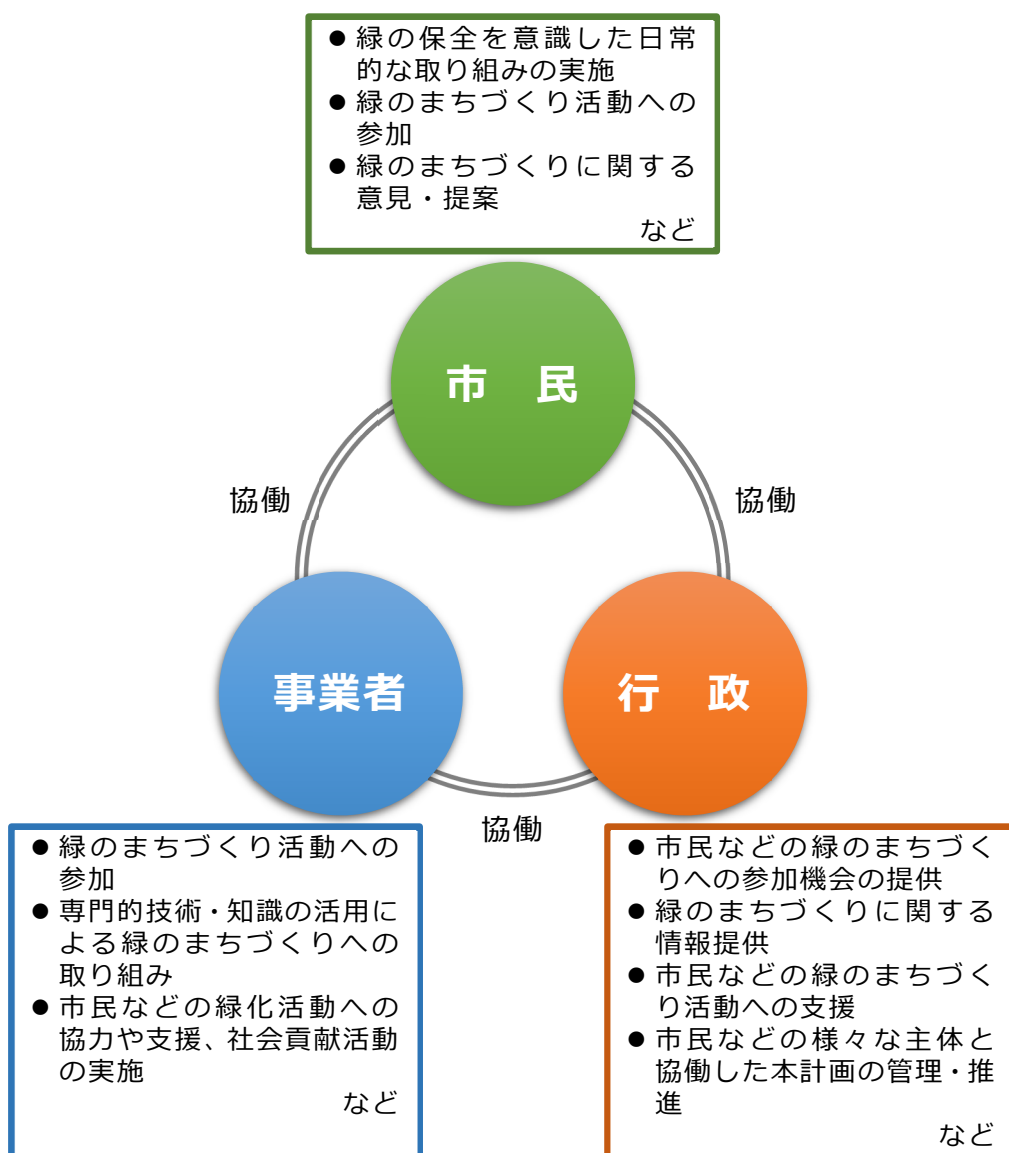 ● 緑の保全を意識した日常
的な取り組みの実施
● 緑のまちづくり活動への
参加
● 緑のまちづくりに関する
意見・提案
など
市　民
協働
協働
事業者
行　政
協働
● 緑のまちづくり活動への
参加
● 専門的技術・知識の活用に
よる緑のまちづくりへの
取り組み
● 市民などの緑化活動への
協力や支援、社会貢献活動
の実施
など
● 市民などの緑のまちづく
りへの参加機会の提供
● 緑のまちづくりに関する
情報提供
● 市民などの緑のまちづく
り活動への支援
● 市民などの様々な主体と
協働した本計画の管理・推
進
など